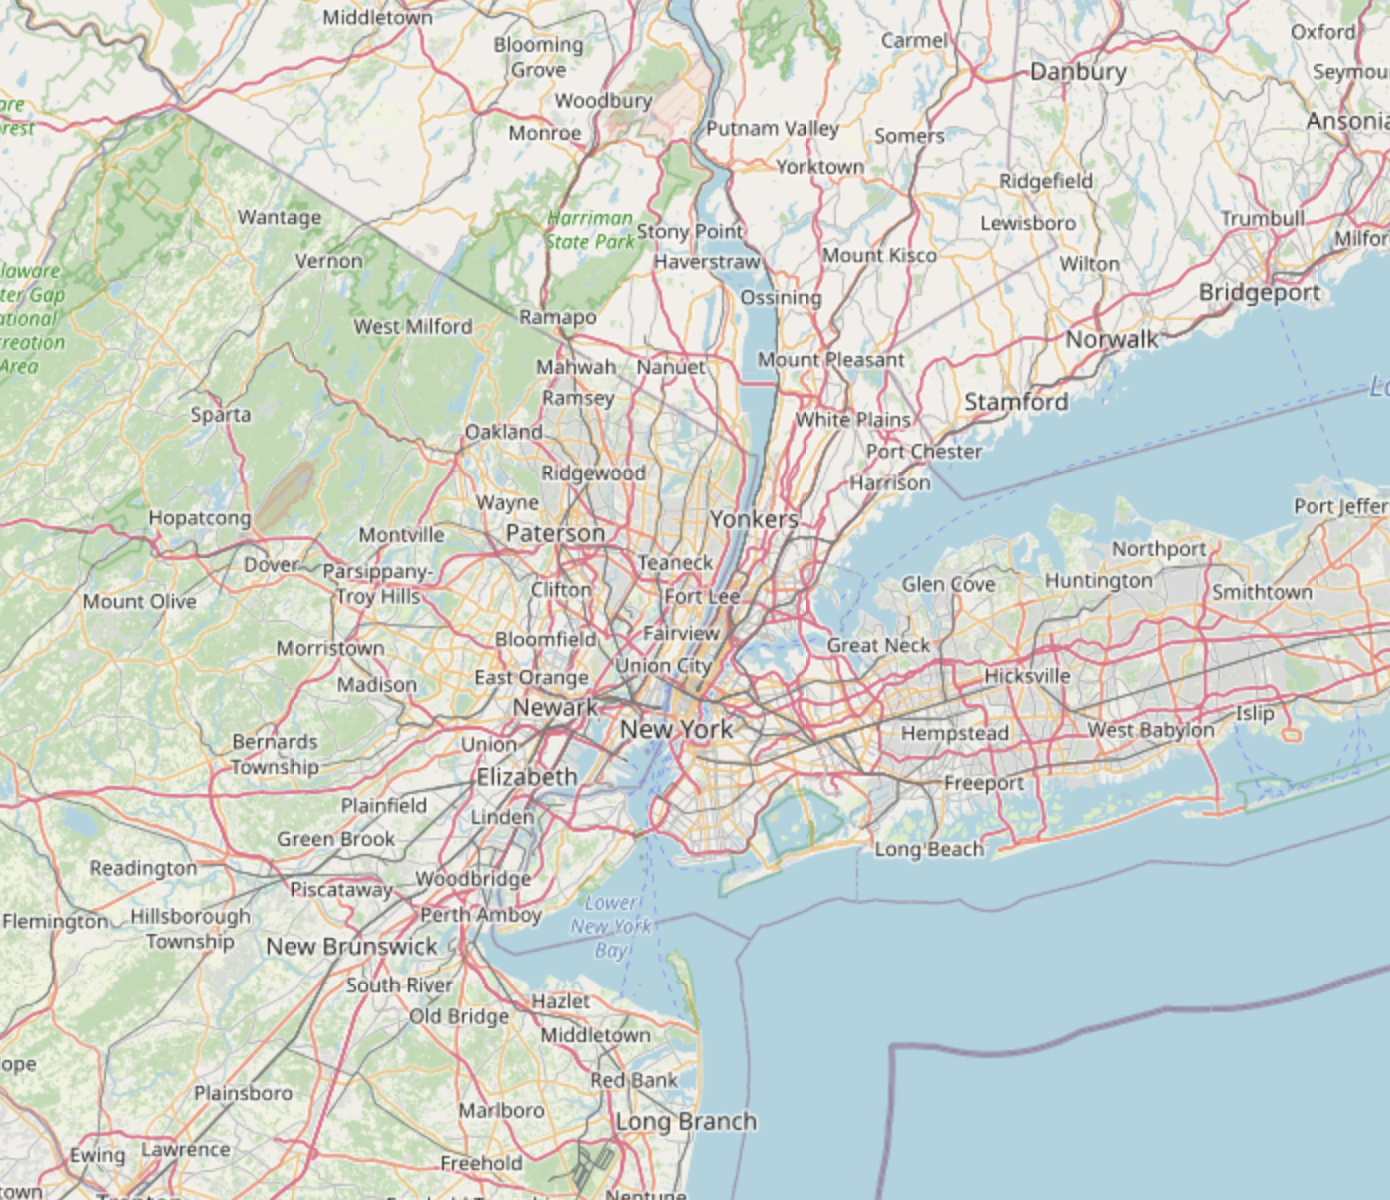 Middletown
Blooming
Grove
Carmel
Oxford
Danbury
Seymou
Woodbury
Ansonia
Monroe
Putnam Valley
Somers
Yorktown
Ridgefield
Wantage
Harriman
State Park
Stony Point
Lewisboro
Trumbull
Milfor
Vernon
Haverstraw
Mount Kisco
Wilton
Bridgeport
laware
ter Gap
ational
creation
Area
Ossining
Ramapo
West Milford
Norwalk
Mahwah
Nanuet
Mount Pleasant
Ramsey
Stamford
Sparta
White Plains
Oakland
Port Chester
Ridgewood
Harrison
Wayne
Port Jeffer
Hopatcong
Yonkers
Montville
Paterson
Northport
Teaneck
Dover
Parsippany-
Troy Hills
Glen Cove
Huntington
Smithtown
Clifton
Fort Lee
Mount Olive
Bloomfield
Fairview
Morristown
Great Neck
Union City
East Orange
Hicksville
Madison
Newark
New York
Islip
Hempstead
West Babylon
Bernards
Township
Union
Elizabeth
Freeport
Plainfield
Linden
Green Brook
Long Beach
Readington
Woodbridge
Piscataway
Lower
New York
Bay
Flemington
Hillsborough
Township
Perth Amboy
New Brunswick
South River
Hazlet
Old Bridge
Middletown
ope
Red Bank
Plainsboro
Marlboro
Long Branch
Ewing
Lawrence
Freehold
town